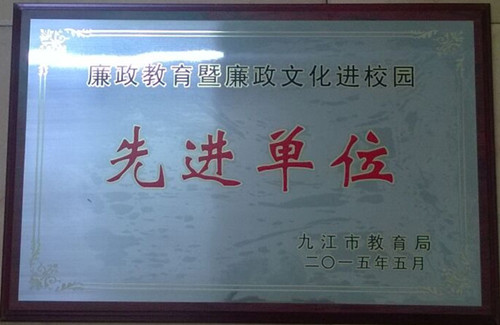 廉政教育暨廉政文化进校园
先进单位
九江市教育局
二〇一五年五月